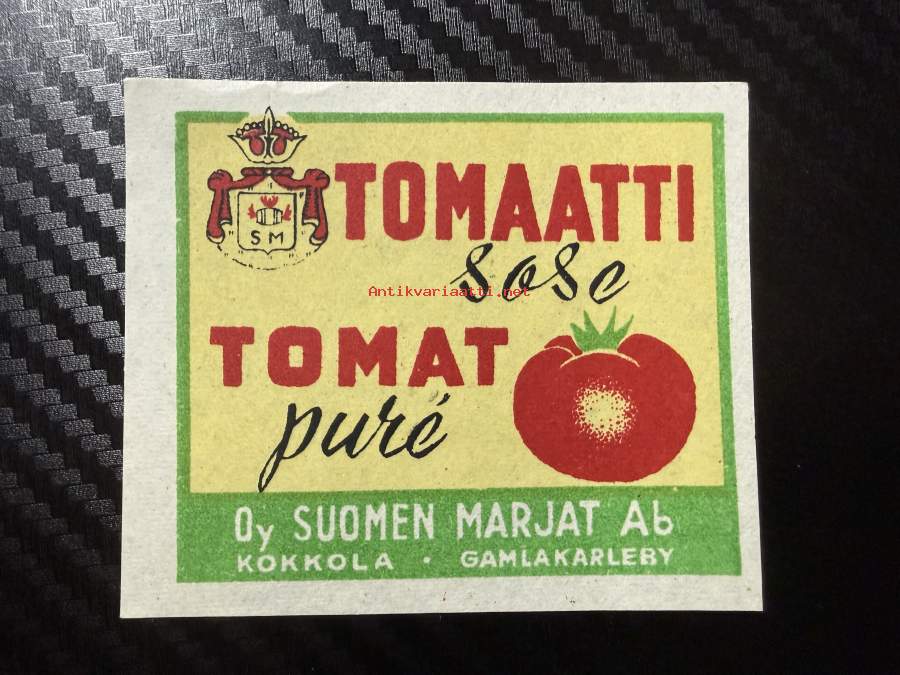 S M
TOMAATTI
sose
Antikvariaatti.net
TOMAT
puré
Oy SUOMEN MARJAT Ab
KOKKOLA · GAMLAKARLEBY